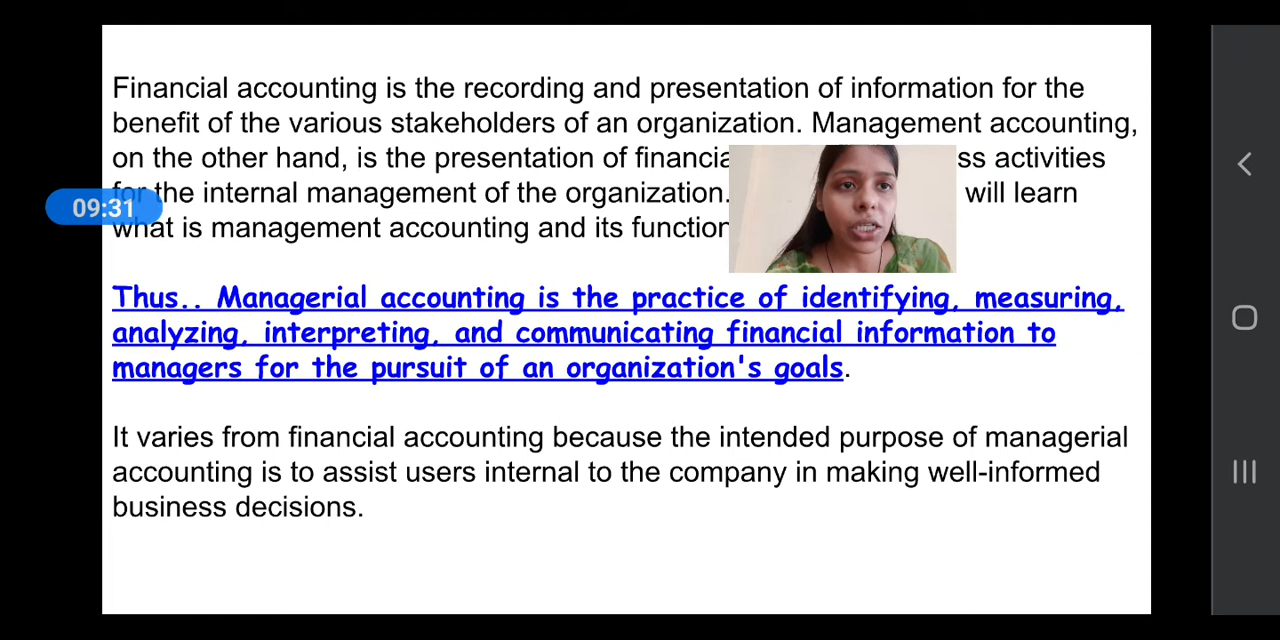 Financial accounting is the recording and presentation of information for the
benefit of the various stakeholders of an organization. Management accounting,
on the other hand, is the presentation of financia ss activities
for the internal management of the organization. will learn
09:31
what is management accounting and its function
Thus.. Managerial accounting is the practice of identifying, measuring,
analyzing, interpreting, and communicating financial information to
managers for the pursuit of an organization's goals.
It varies from financial accounting because the intended purpose of managerial
accounting is to assist users internal to the company in making well-informed
business decisions.